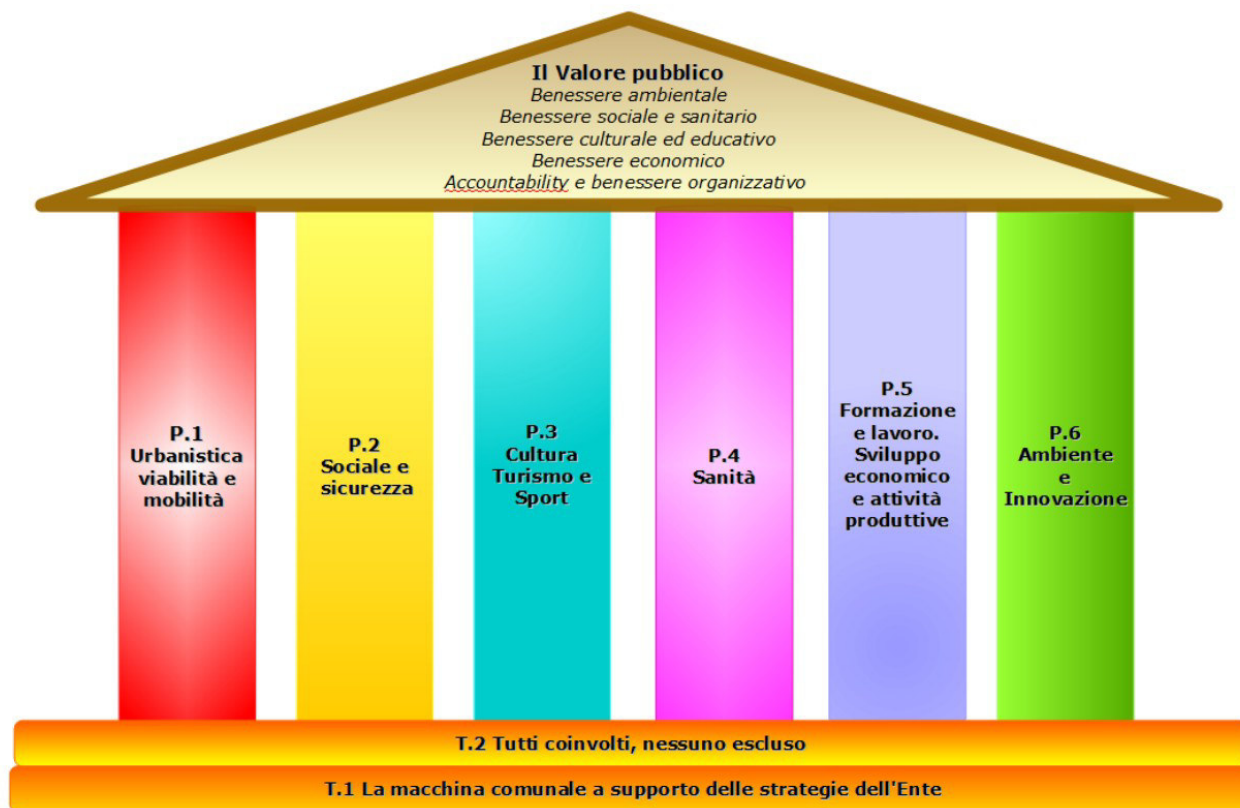 Il Valore pubblico
Benessere ambientale
Benessere sociale e sanitario
Benessere culturale ed educativo
Benessere economico
Accountability e benessere organizzativo
P.1
Urbanistica
viabilità e
mobilità
P.2
Sociale e
sicurezza
P.3
Cultura
Turismo e
Sport
P.4
Sanità
P.5
Formazione
e lavoro.
Sviluppo
economico
e attività
produttive
P.6
Ambiente
e
Innovazione
T.2 Tutti coinvolti, nessuno escluso
T.1 La macchina comunale a supporto delle strategie dell'Ente